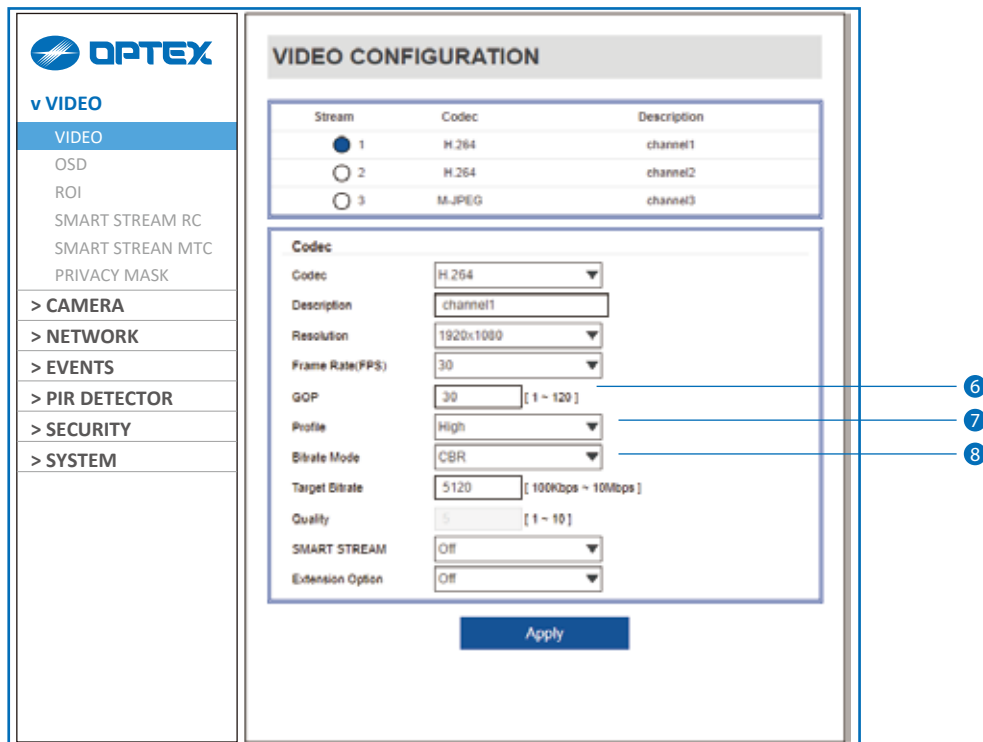 OPTEX
v VIDEO
VIDEO
OSD
ROI
SMART STREAM RC
SMART STREAN MTC
PRIVACY MASK
> CAMERA
> NETWORK
> EVENTS
> PIR DETECTOR
> SECURITY
> SYSTEM
VIDEO CONFIGURATION
Stream Codec Description
1 H.264 channel1
2 H.264 channel2
3 M-JPEG channel3
Codec
Codec H.264
Description channel1
Resolution 1920x1080
Frame Rate(FPS) 30
GOP 30 [ 1 ~ 120 ]
Profile High
Bitrate Mode CBR
Target Bitrate 5120 [ 100Kbps ~ 10Mbps ]
Quality 5 [ 1 ~ 10 ]
SMART STREAM Off
Extension Option Off
Apply
6
7
8